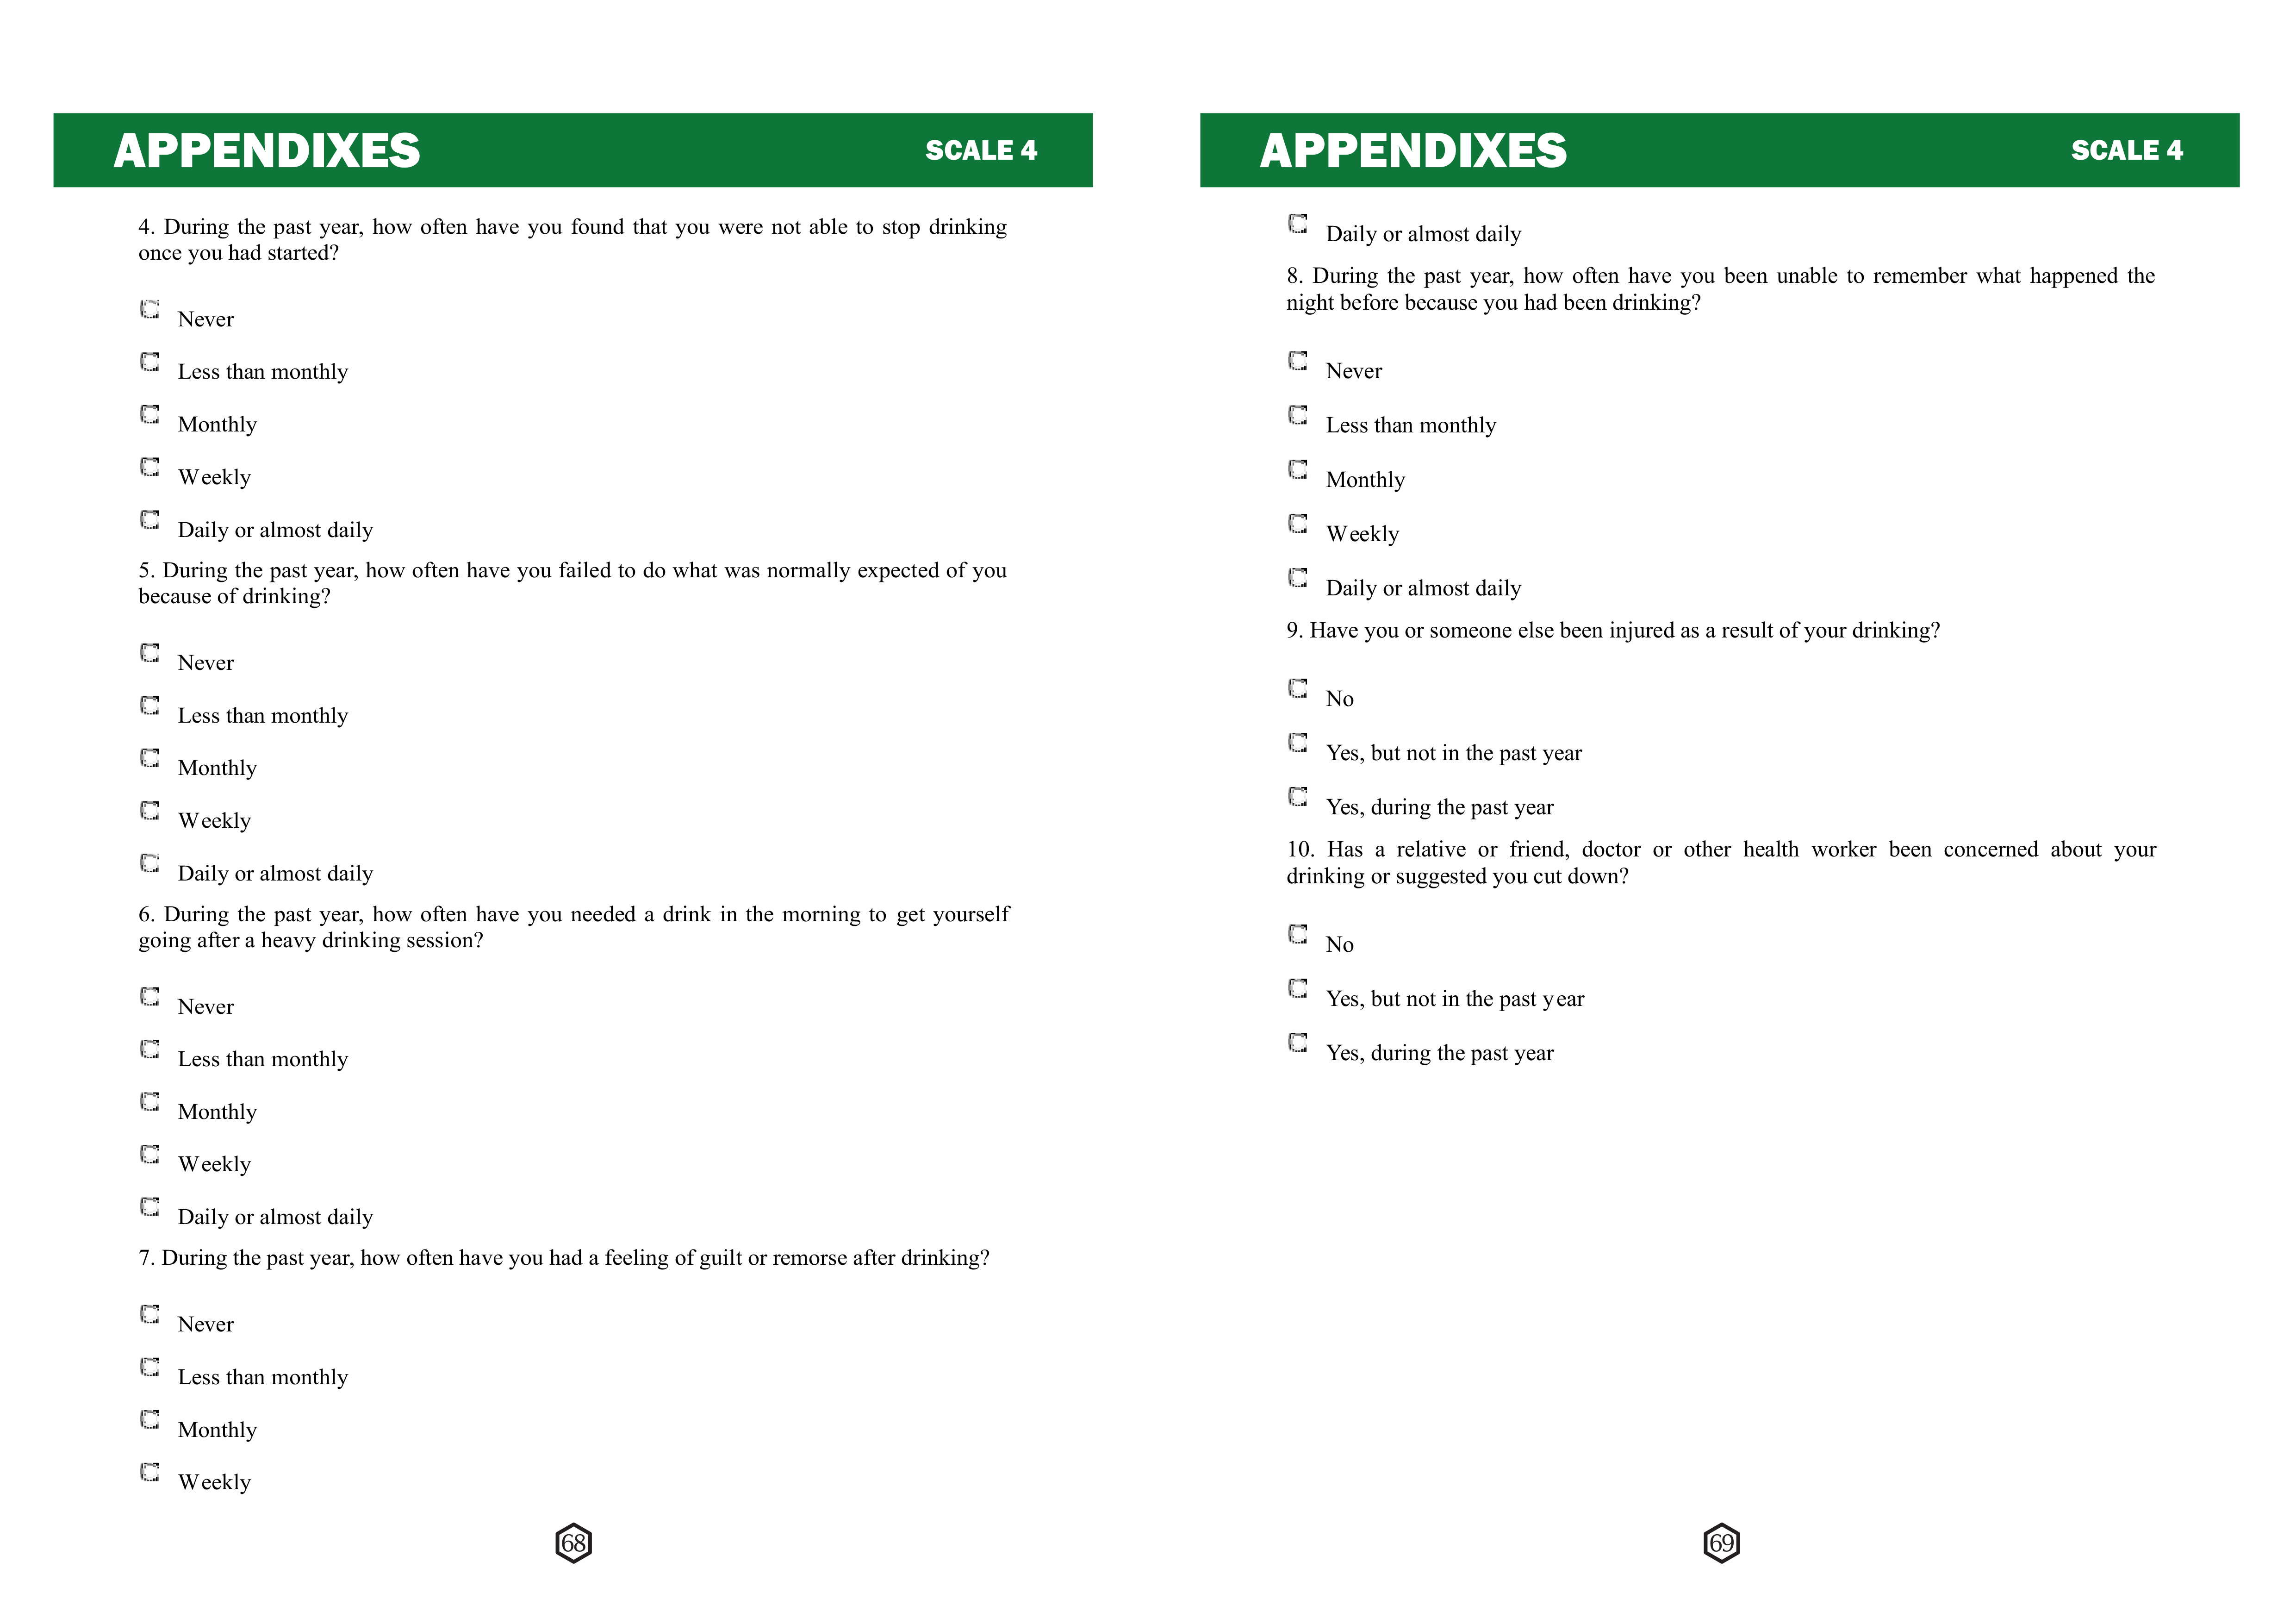 APPENDIXES SCALE 4
4. During the past year, how often have you found that you were not able to stop drinking
once you had started?
Never
Less than monthly
Monthly
Weekly
Daily or almost daily
5. During the past year, how often have you failed to do what was normally expected of you
because of drinking?
Never
Less than monthly
Monthly
Weekly
Daily or almost daily
6. During the past year, how often have you needed a drink in the morning to get yourself
going after a heavy drinking session?
Never
Less than monthly
Monthly
Weekly
Daily or almost daily
7. During the past year, how often have you had a feeling of guilt or remorse after drinking?
Never
Less than monthly
Monthly
Weekly
68
APPENDIXES SCALE 4
Daily or almost daily
8. During the past year, how often have you been unable to remember what happened the
night before because you had been drinking?
Never
Less than monthly
Monthly
Weekly
Daily or almost daily
9. Have you or someone else been injured as a result of your drinking?
No
Yes, but not in the past year
Yes, during the past year
10. Has a relative or friend, doctor or other health worker been concerned about your
drinking or suggested you cut down?
No
Yes, but not in the past year
Yes, during the past year
69